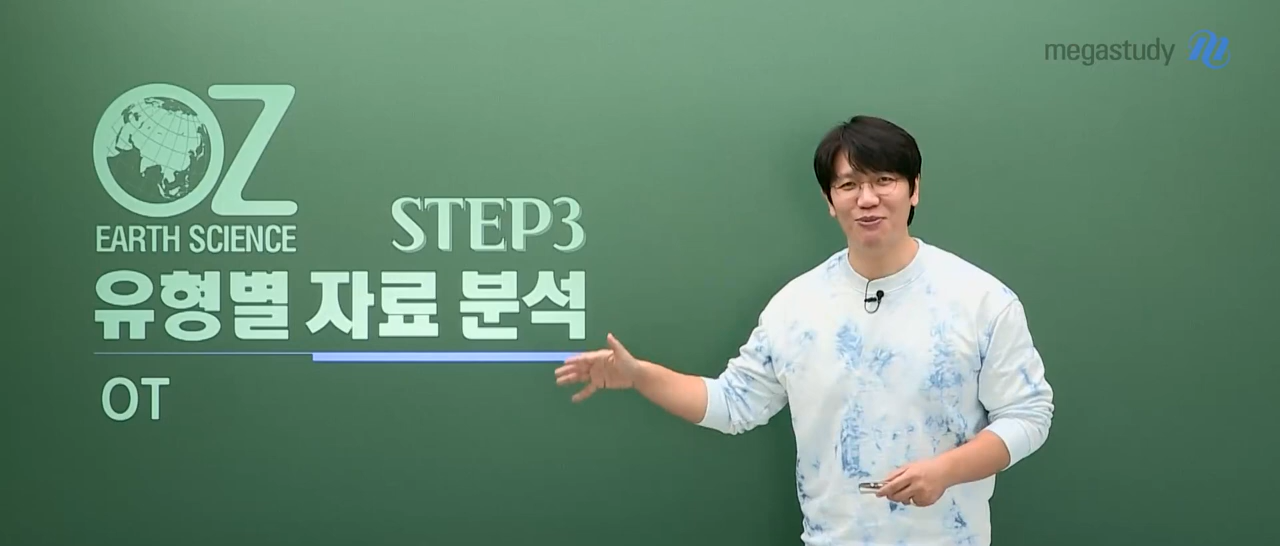 megastudy
OZ
EARTH SCIENCE
STEP3
유형별 자료 분석
OT